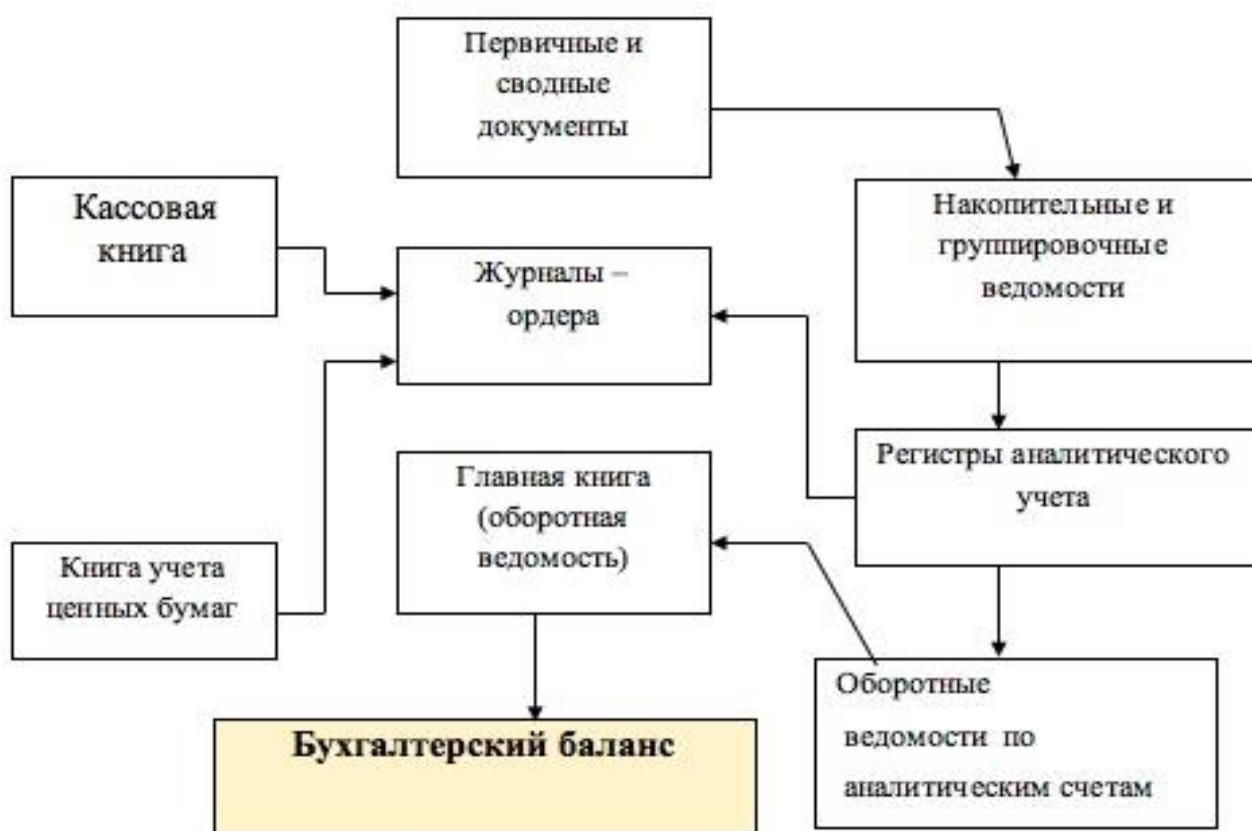 Первичные и
сводные
документы
Кассовая
книга
Журналы –
ордера
Накопительные и
группировочные
ведомости
Главная книга
(оборотная
ведомость)
Регистры аналитического
учета
Книга учета
ценных бумаг
Оборотные
ведомости по
аналитическим счетам
Бухгалтерский баланс